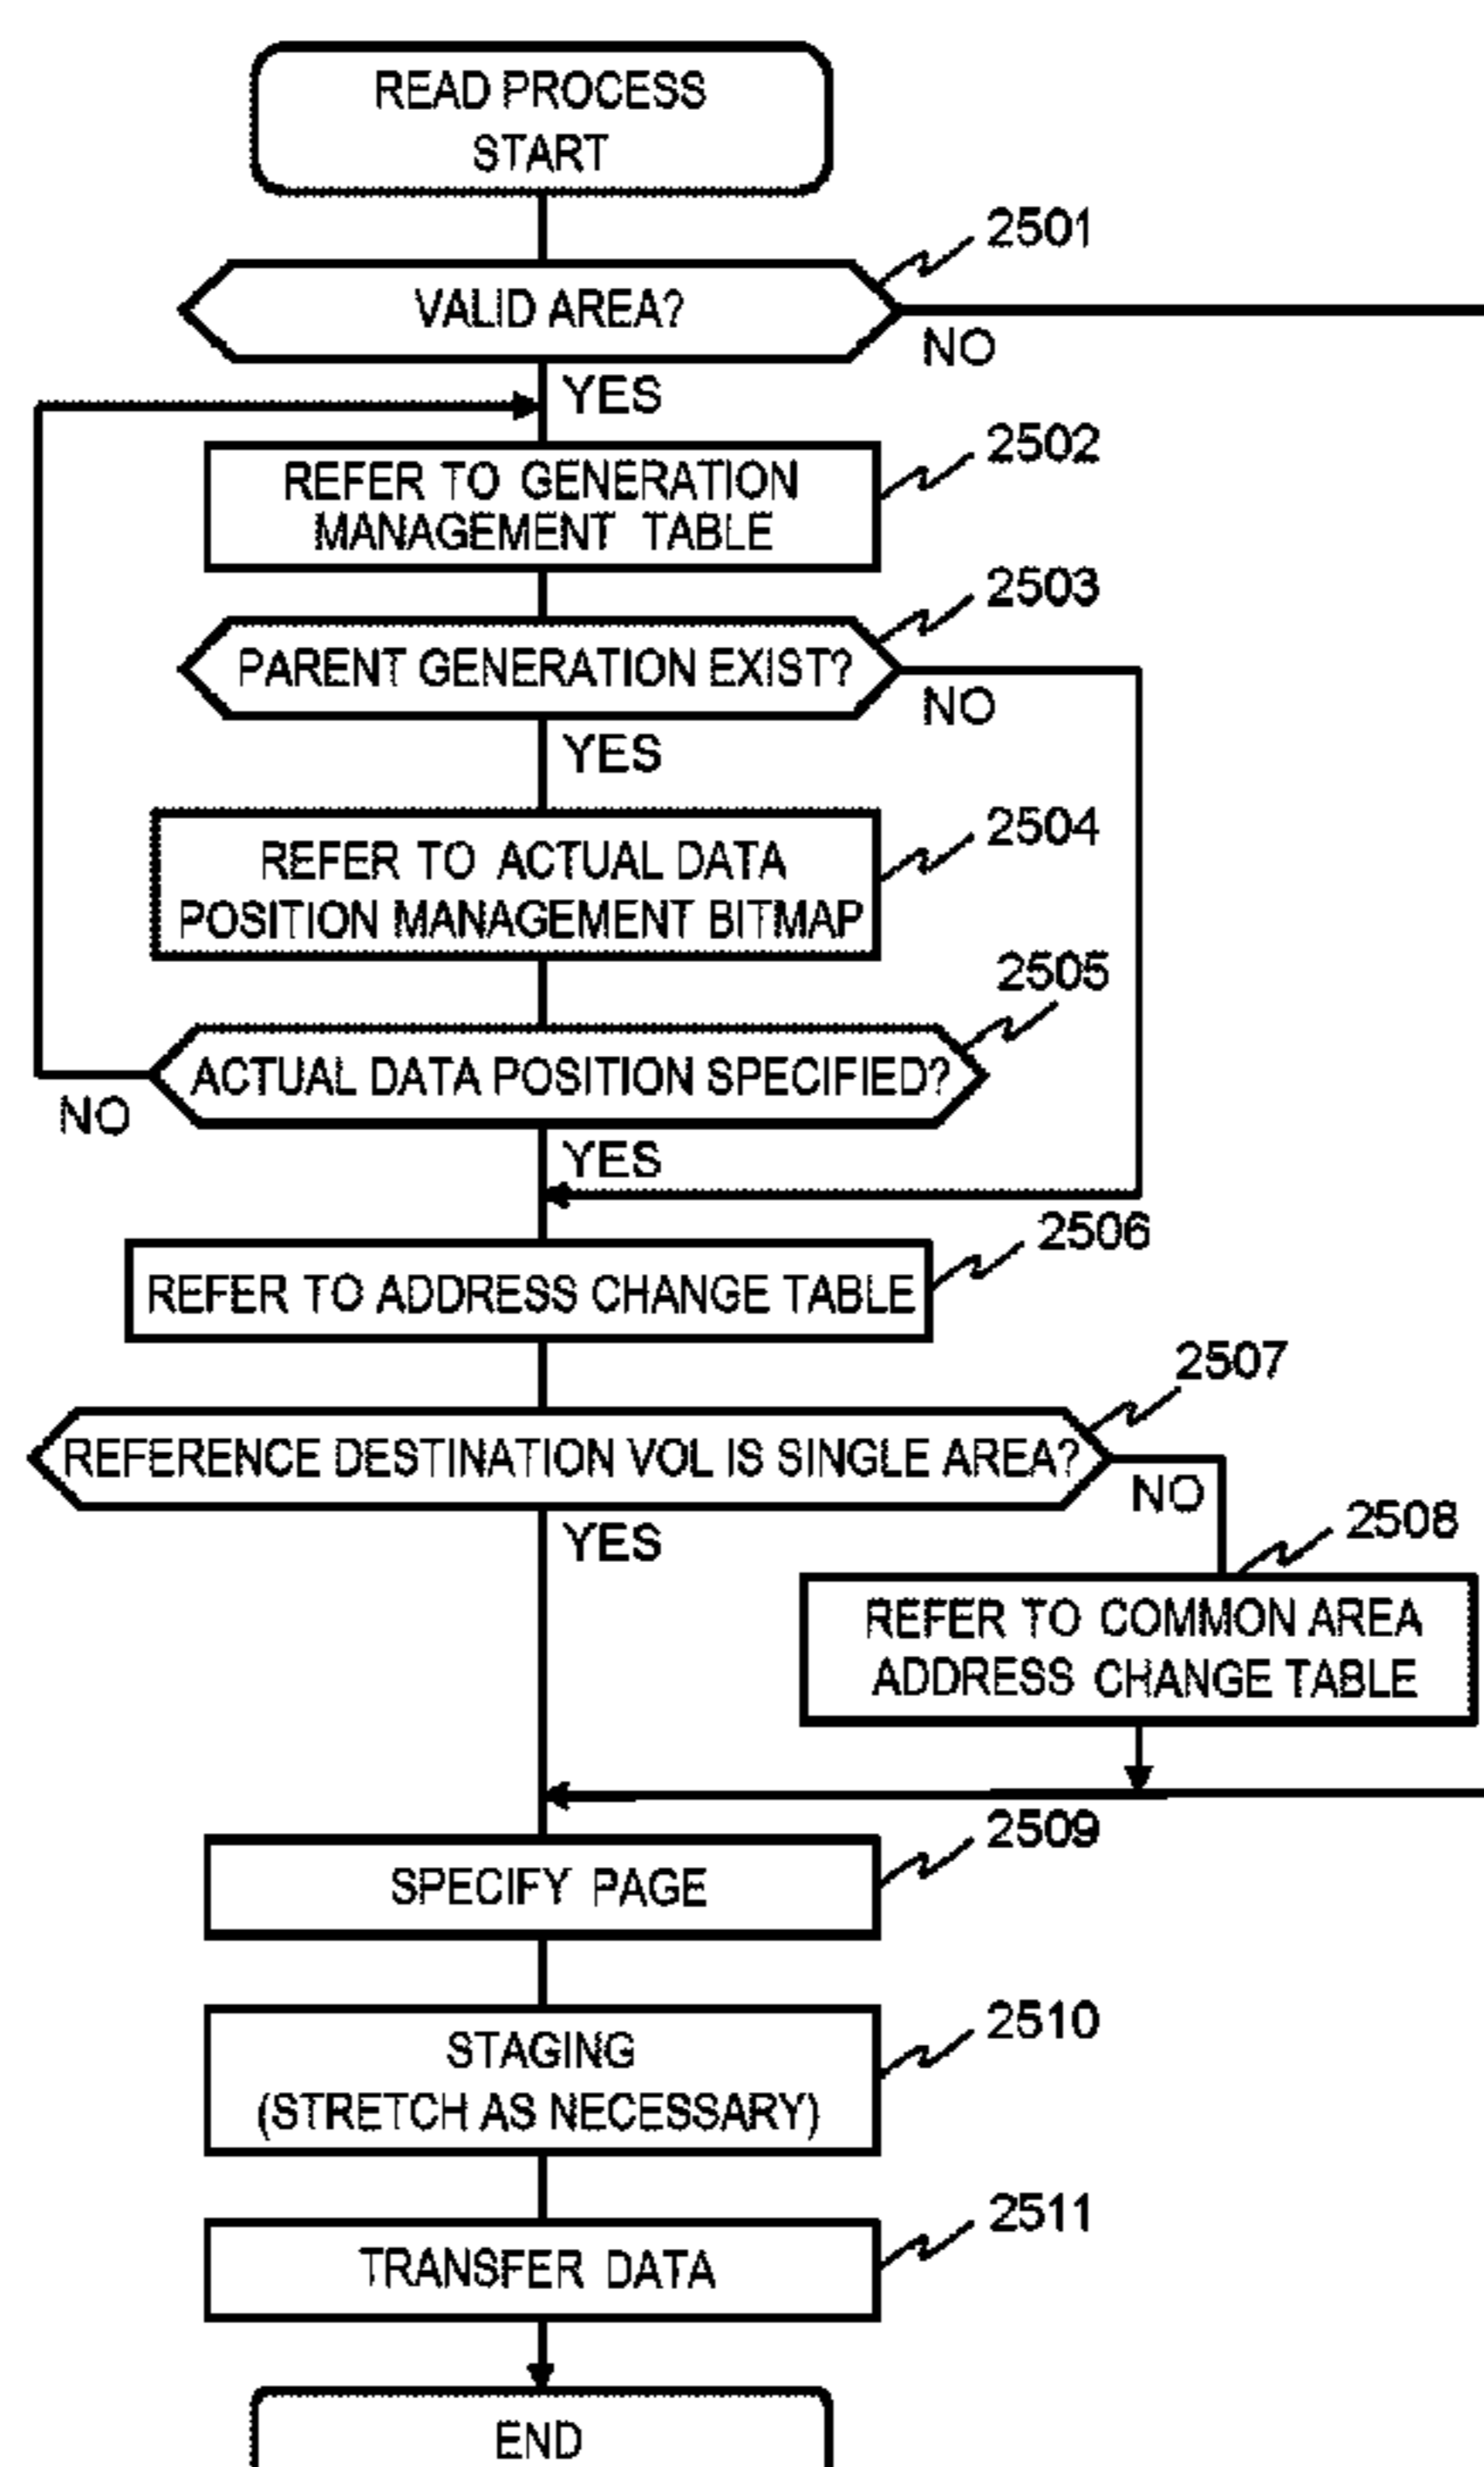 READ PROCESS
START
2501
VALID AREA?
NO
YES
2502
REFER TO GENERATION
MANAGEMENT TABLE
2503
PARENT GENERATION EXIST?
NO
YES
2504
REFER TO ACTUAL DATA
POSITION MANAGEMENT BITMAP
2505
ACTUAL DATA POSITION SPECIFIED?
NO
YES
2506
REFER TO ADDRESS CHANGE TABLE
2507
REFERENCE DESTINATION VOL IS SINGLE AREA?
NO
YES
2508
REFER TO COMMON AREA
ADDRESS CHANGE TABLE
2509
SPECIFY PAGE
2510
STAGING
(STRETCH AS NECESSARY)
2511
TRANSFER DATA
END